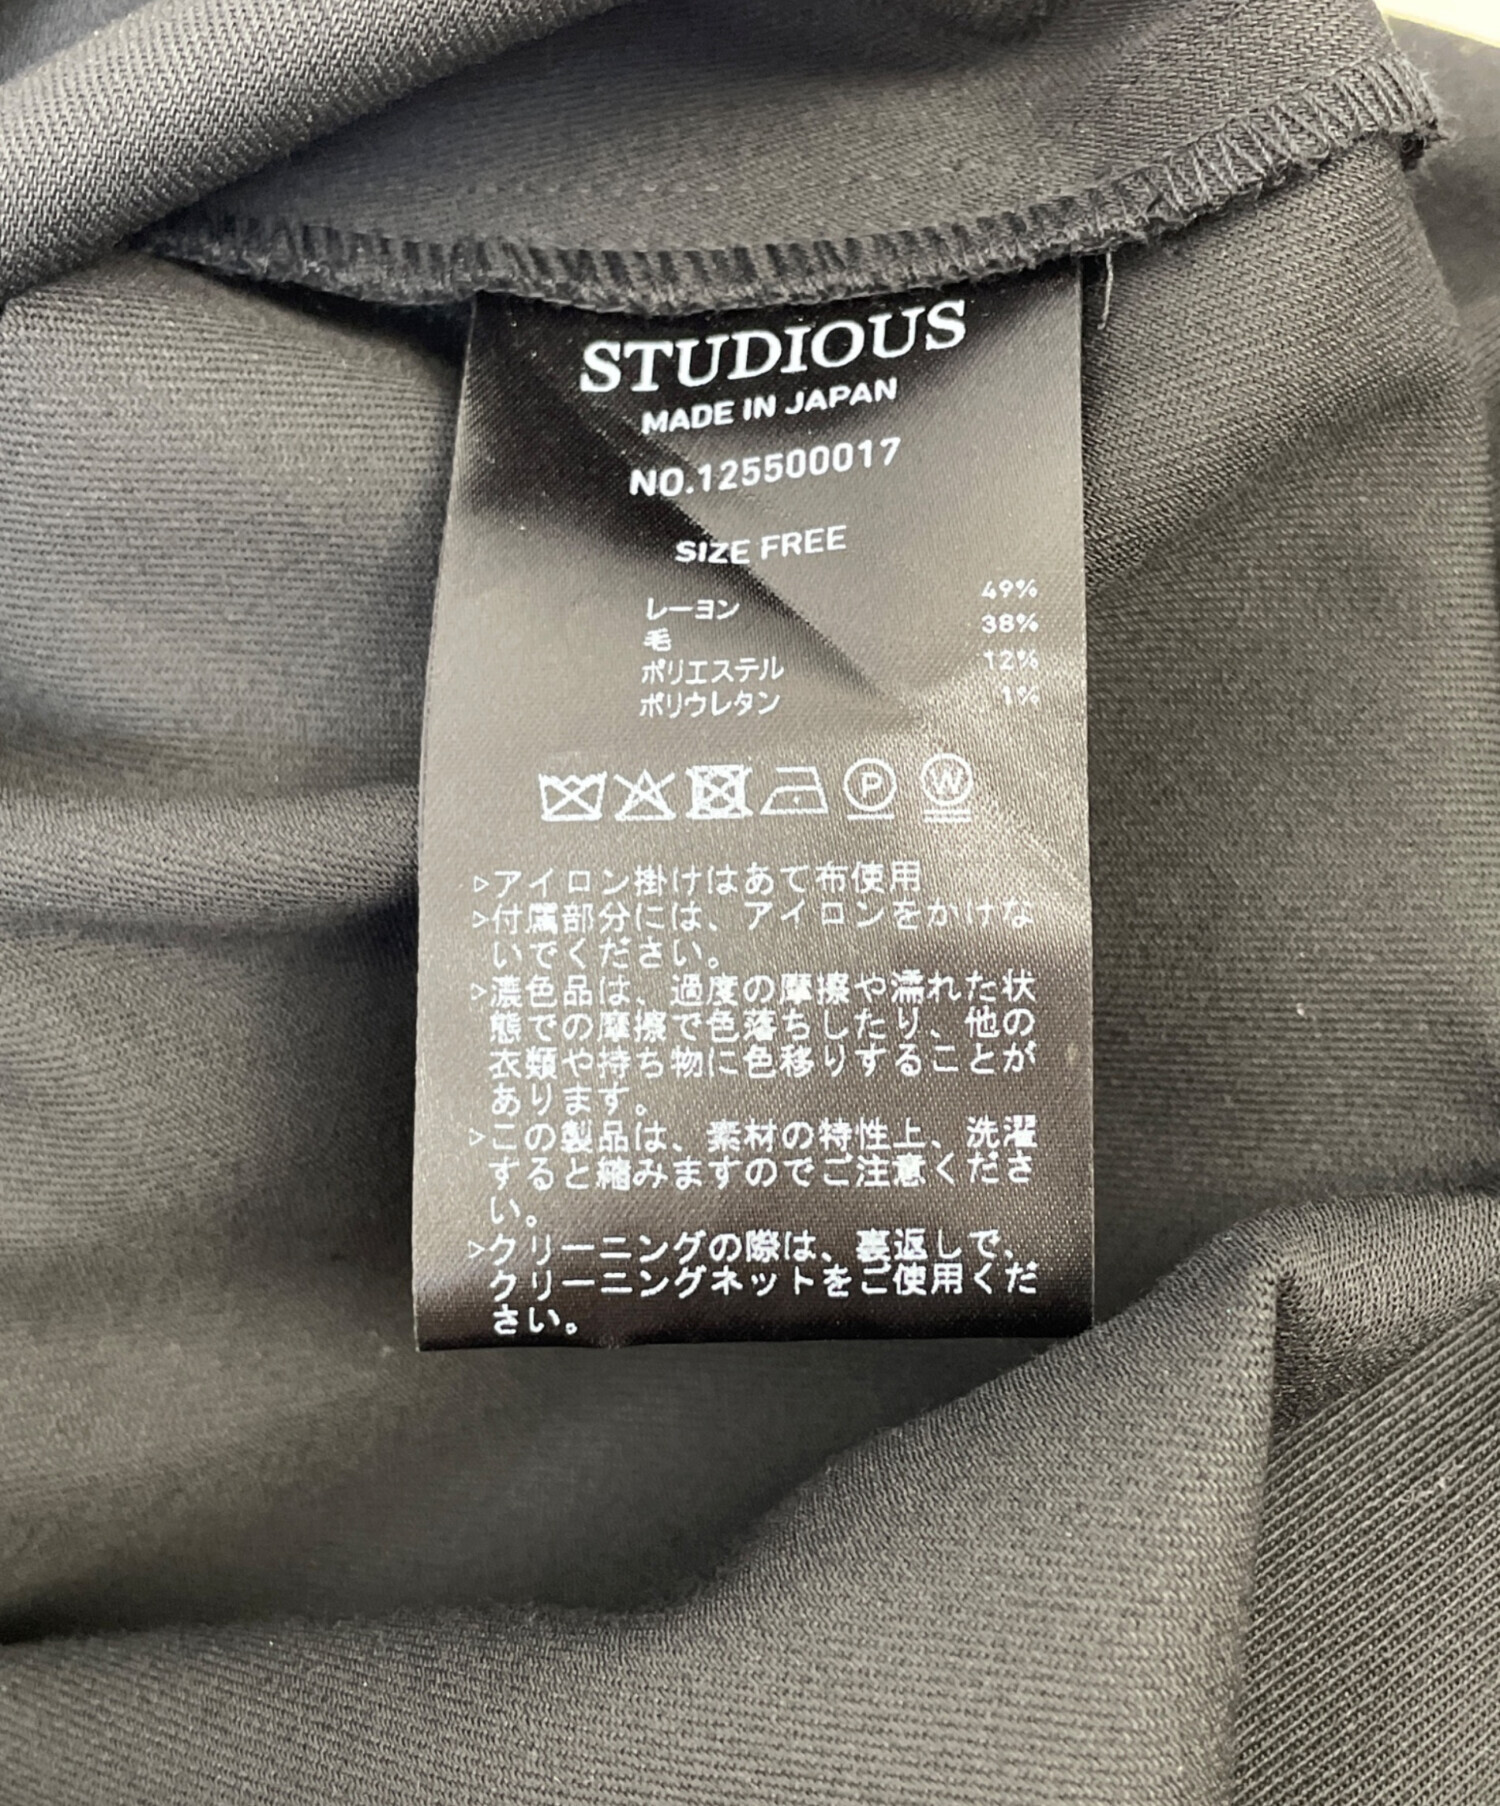 STUDIOUS
MADE IN JAPAN
NO.125500017
SIZE FREE
レーヨン 49%
毛 38%
ポリエステル 12%
ポリウレタン 1%
P W
▷アイロン掛けはあて布使用
▷付属部分には、アイロンをかけな
いでください。
▷濃色品は、過度の摩擦や濡れた状
態での摩擦で色落ちしたり、他の
衣類や持ち物に色移りすることが
あります。
▷この製品は、素材の特性上、洗濯
すると縮みますのでご注意くださ
い。
▷クリーニングの際は、裏返しで、
クリーニングネットをご使用くだ
さい。